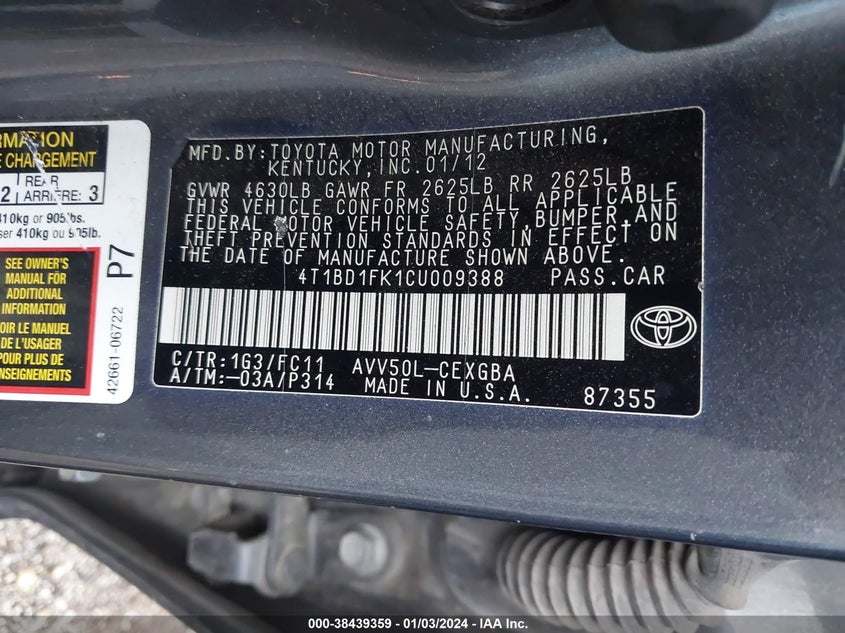 RMATION
E CHARGEMENT
2 REAR ARRIÈRE: 3
410kg or 905lbs.
ser 410kg ou 905lb.
SEE OWNER'S
MANUAL FOR
ADDITIONAL
INFORMATION
OIR LE MANUEL
DE L'USAGER
POUR PLUS DE
P7
42661-06722
MFD.BY:TOYOTA MOTOR MANUFACTURING,
KENTUCKY, INC.01/12
GVWR 4630LB GAWR FR 2625LB RR 2625LB
THIS VEHICLE CONFORMS TO ALL APPLICABLE
FEDERAL MOTOR VEHICLE SAFETY,BUMPER,AND
THEFT PREVENTION STANDARDS IN EFFECT ON
THE DATE OF MANUFACTURE SHOWN ABOVE.
4T1BD1FK1CU009388 PASS.CAR
C/TR:1G3/FC11 AVV50L-CEXGBA
A/TM:-03A/P314 MADE IN U.S.A. 87355
000-38439359 | 01/03/2024 | IAA Inc.